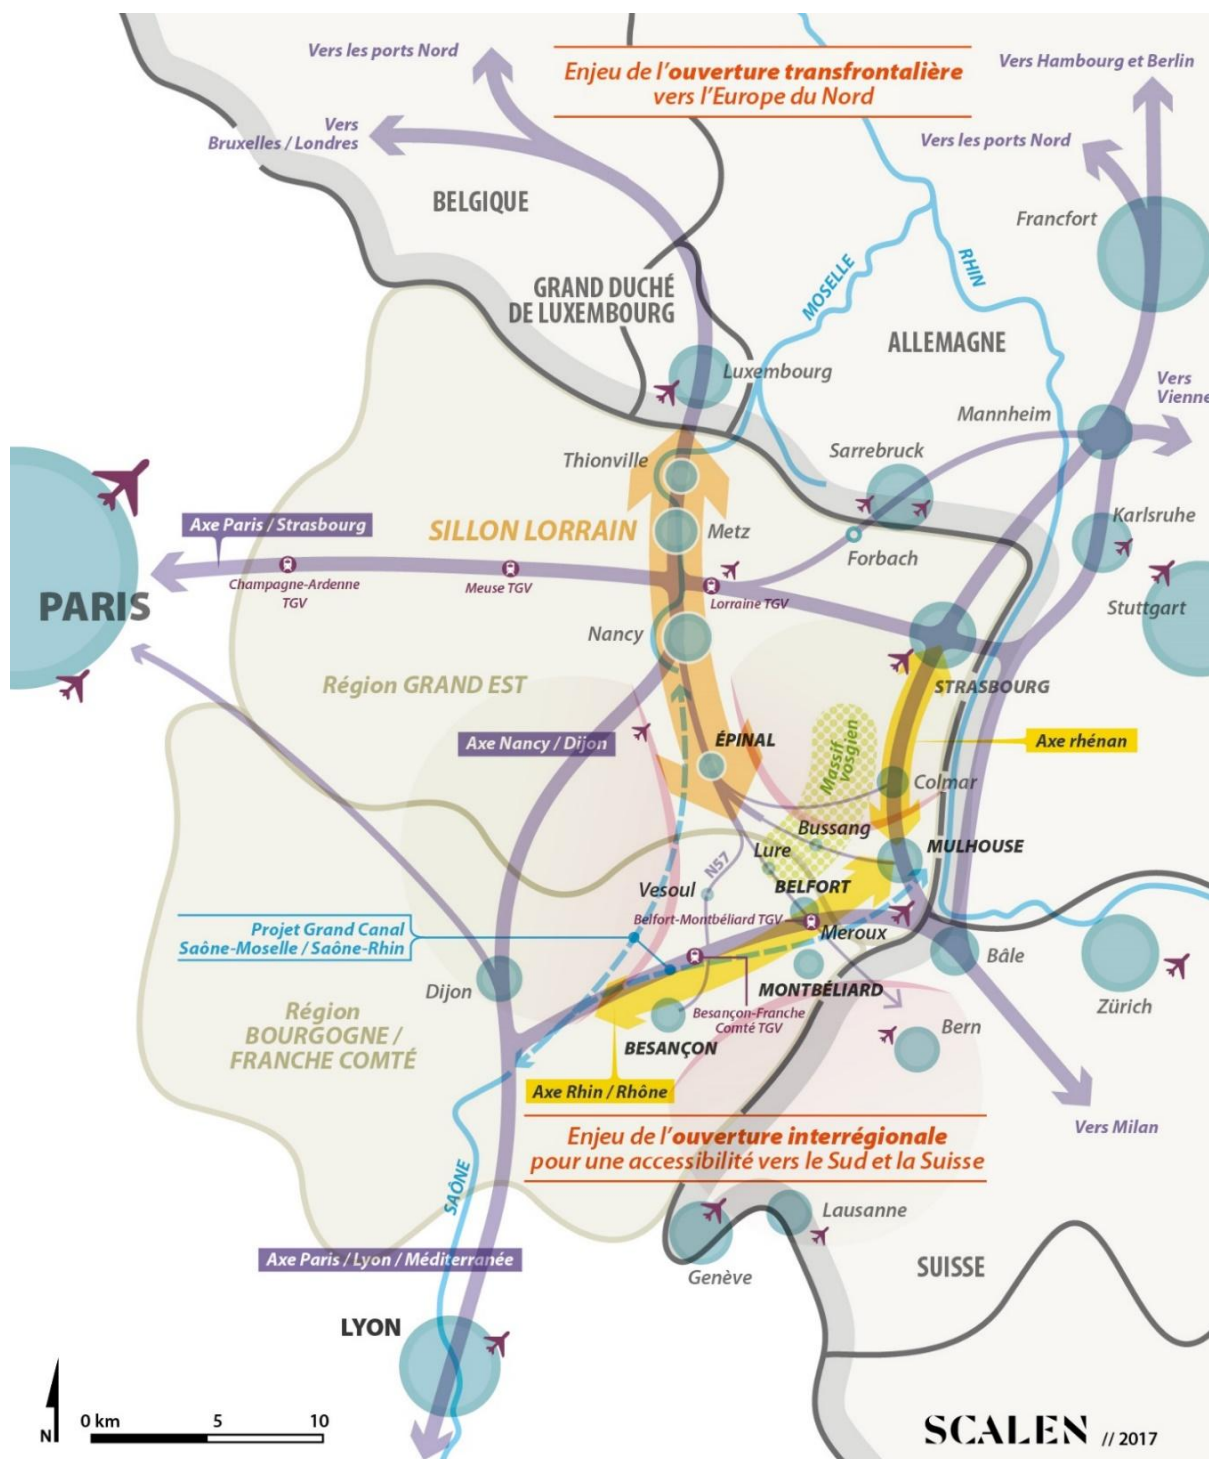 Vers les ports Nord
Enjeu de l'ouverture transfrontalière
vers l'Europe du Nord
Vers Hambourg et Berlin
Vers
Bruxelles / Londres
Vers les ports Nord
BELGIQUE
Francfort
MOSELLE
RHIN
GRAND DUCHÉ
DE LUXEMBOURG
ALLEMAGNE
Luxembourg
Vers
Vienne
Mannheim
Thionville
Sarrebruck
Axe Paris / Strasbourg
SILLON LORRAIN
Metz
Karlsruhe
Forbach
Champagne-Ardenne
TGV
Meuse TGV
Lorraine TGV
PARIS
Stuttgart
Nancy
Région GRAND EST
STRASBOURG
Axe Nancy / Dijon
ÉPINAL
Axe rhénan
Massif
vosgien
Colmar
Bussang
MULHOUSE
Lure
N57
Vesoul
BELFORT
Belfort-Montbéliard TGV
Projet Grand Canal
Saône-Moselle / Saône-Rhin
Meroux
Bâle
Dijon
MONTBÉLIARD
Zürich
Région
BOURGOGNE /
FRANCHE COMTÉ
Besançon-Franche
Comté TGV
Bern
BESANÇON
Axe Rhin / Rhône
Enjeu de l'ouverture interrégionale
pour une accessibilité vers le Sud et la Suisse
Vers Milan
SAÔNE
Lausanne
Axe Paris / Lyon / Méditerranée
Genève
SUISSE
LYON
N
0 km 5 10
SCALEN // 2017